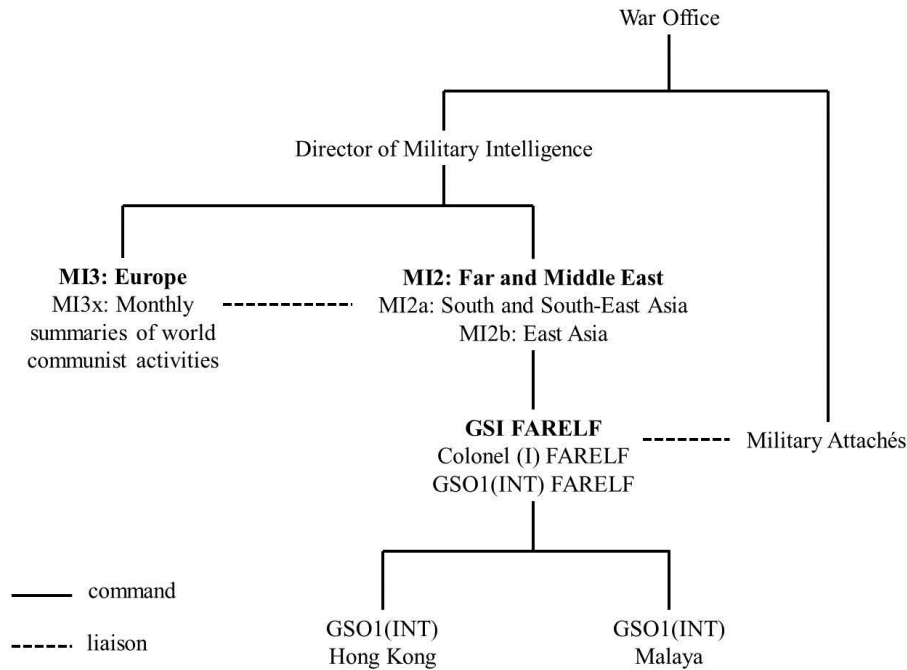 War Office
Director of Military Intelligence
MI3: Europe
MI3x: Monthly
summaries of world
communist activities
MI2: Far and Middle East
MI2a: South and South-East Asia
MI2b: East Asia
GSI FARELF
Colonel (I) FARELF
GSO1(INT) FARELF
Military Attachés
command
liaison
GSO1(INT)
Hong Kong
GSO1(INT)
Malaya